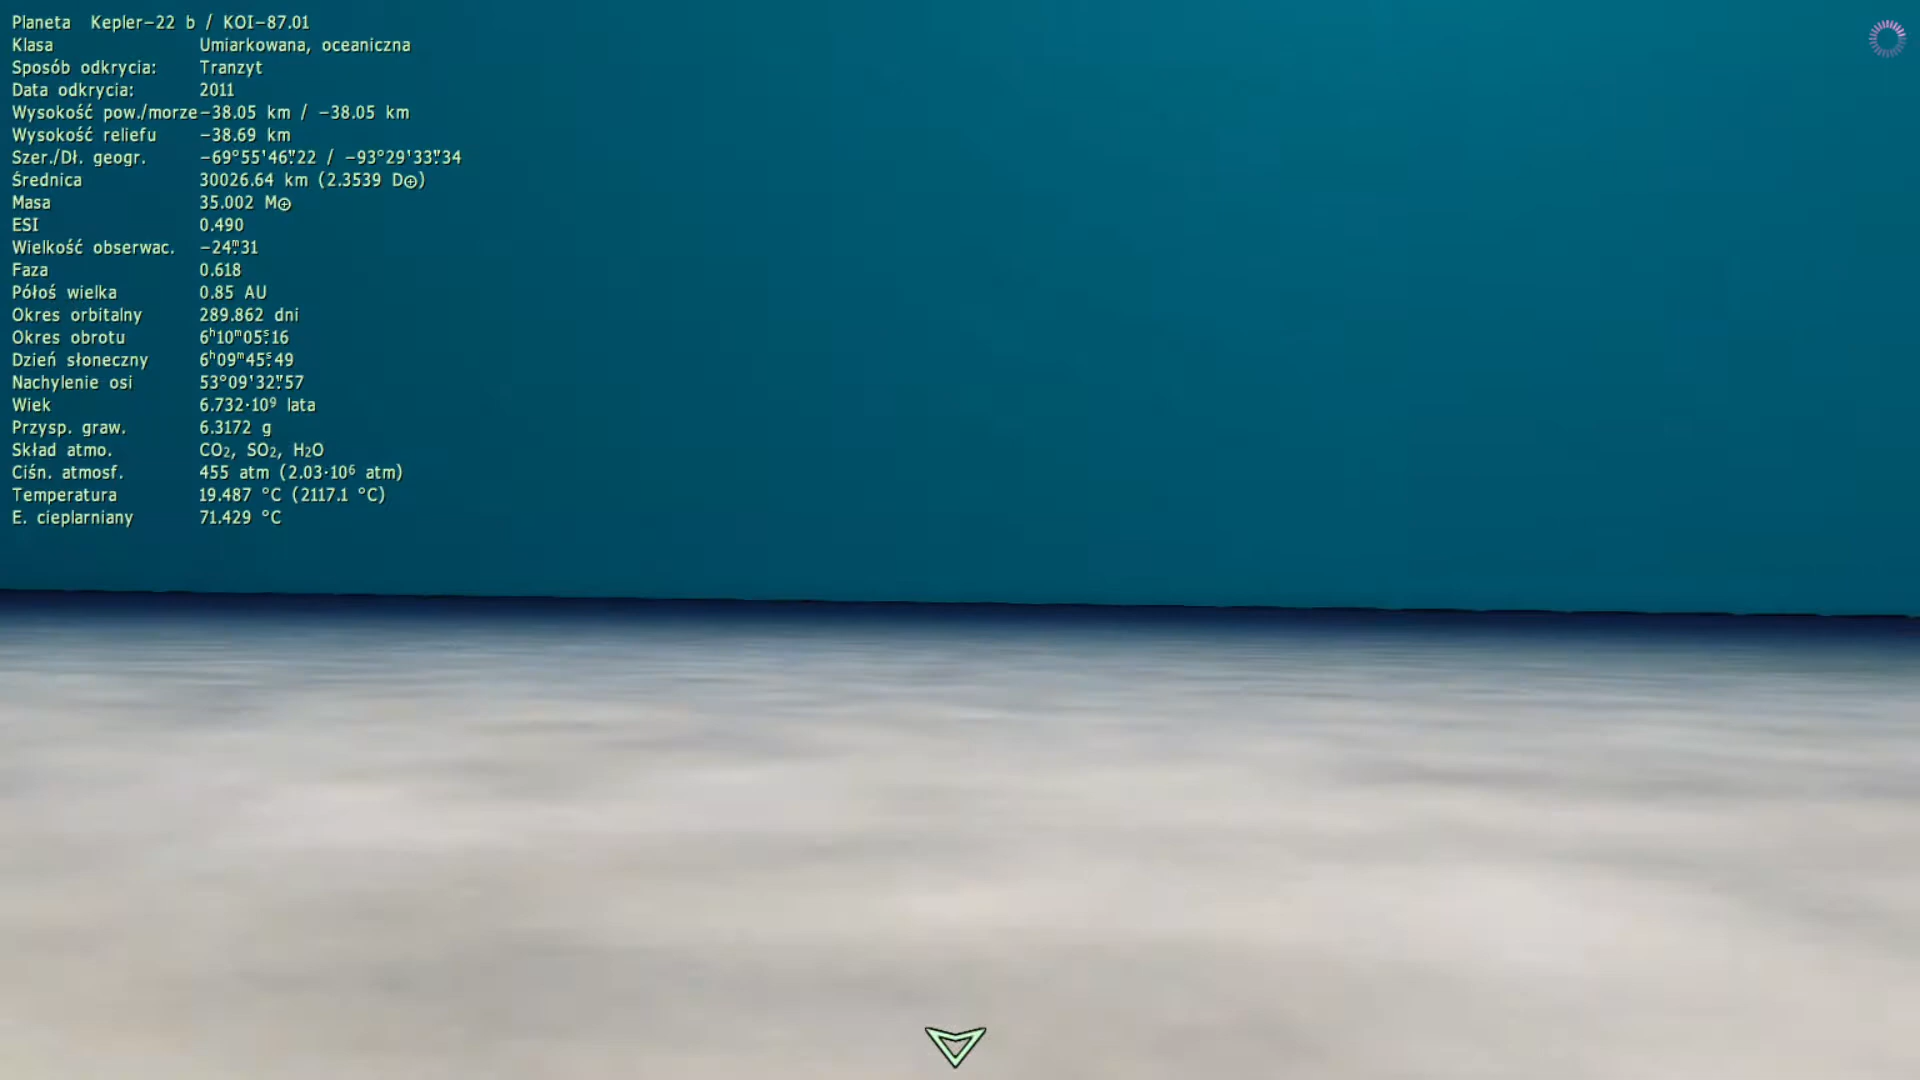 Planeta Kepler-22 b / KOI-87.01
Klasa Umiarkowana, oceaniczna
Sposób odkrycia: Tranzyt
Data odkrycia: 2011
Wysokość pow./morze -38.05 km / -38.05 km
Wysokość reliefu -38.69 km
Szer./Dł. geogr. -69°55'46."22 / -93°29'33."34
Średnica 30026.64 km (2.3539 D⊕)
Masa 35.002 M⊕
ESI 0.490
Wielkość obserwac. -24ᵐ.31
Faza 0.618
Półoś wielka 0.85 AU
Okres orbitalny 289.862 dni
Okres obrotu 6ʰ10ᵐ05ˢ.16
Dzień słoneczny 6ʰ09ᵐ45ˢ.49
Nachylenie osi 53°09'32."57
Wiek 6.732·10⁹ lata
Przysp. graw. 6.3172 g
Skład atmo. CO₂, SO₂, H₂O
Ciśn. atmosf. 455 atm (2.03·10⁶ atm)
Temperatura 19.487 °C (2117.1 °C)
E. cieplarniany 71.429 °C